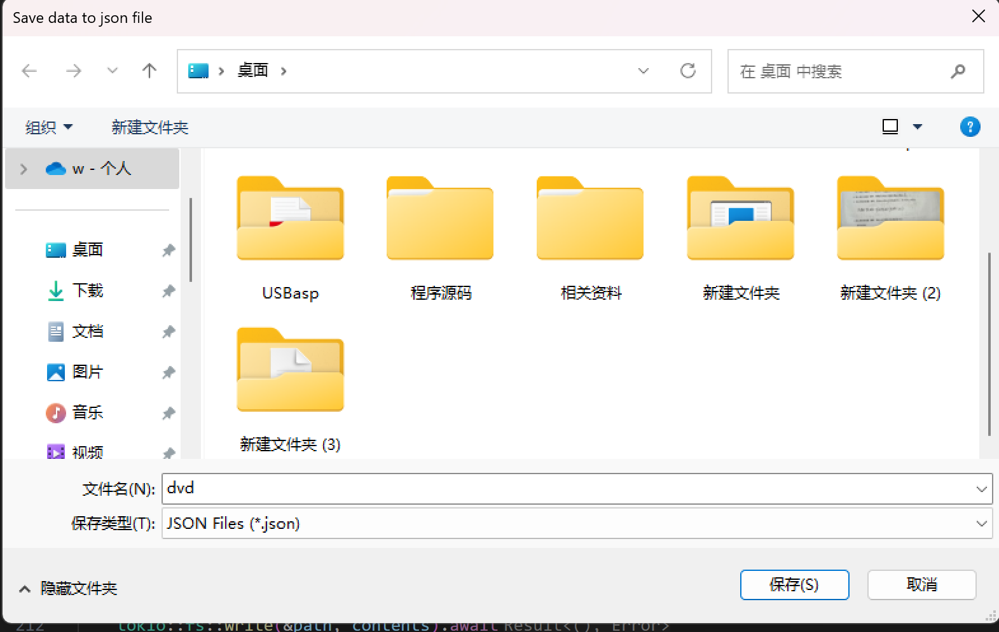 Save data to json file
桌面
在 桌面 中搜索
组织
新建文件夹
w - 个人
桌面
下载
文档
图片
音乐
视频
USBasp
程序源码
相关资料
新建文件夹
新建文件夹 (2)
新建文件夹 (3)
文件名(N):
dvd
保存类型(T):
JSON Files (*.json)
隐藏文件夹
保存(S)
取消
212 tokio::fs::write(&path, contents).await Result<(), Error>